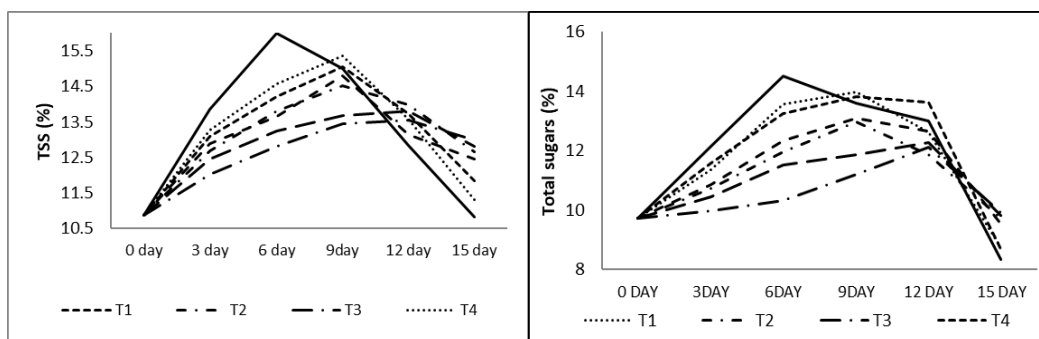 TSS (%)
15.5
14.5
13.5
12.5
11.5
10.5
0 day 3 day 6 day 9day 12 day 15 day
T1 T2 T3 T4
Total sugars (%)
16
14
12
10
8
0 DAY 3DAY 6DAY 9DAY 12 DAY 15 DAY
T1 T2 T3 T4